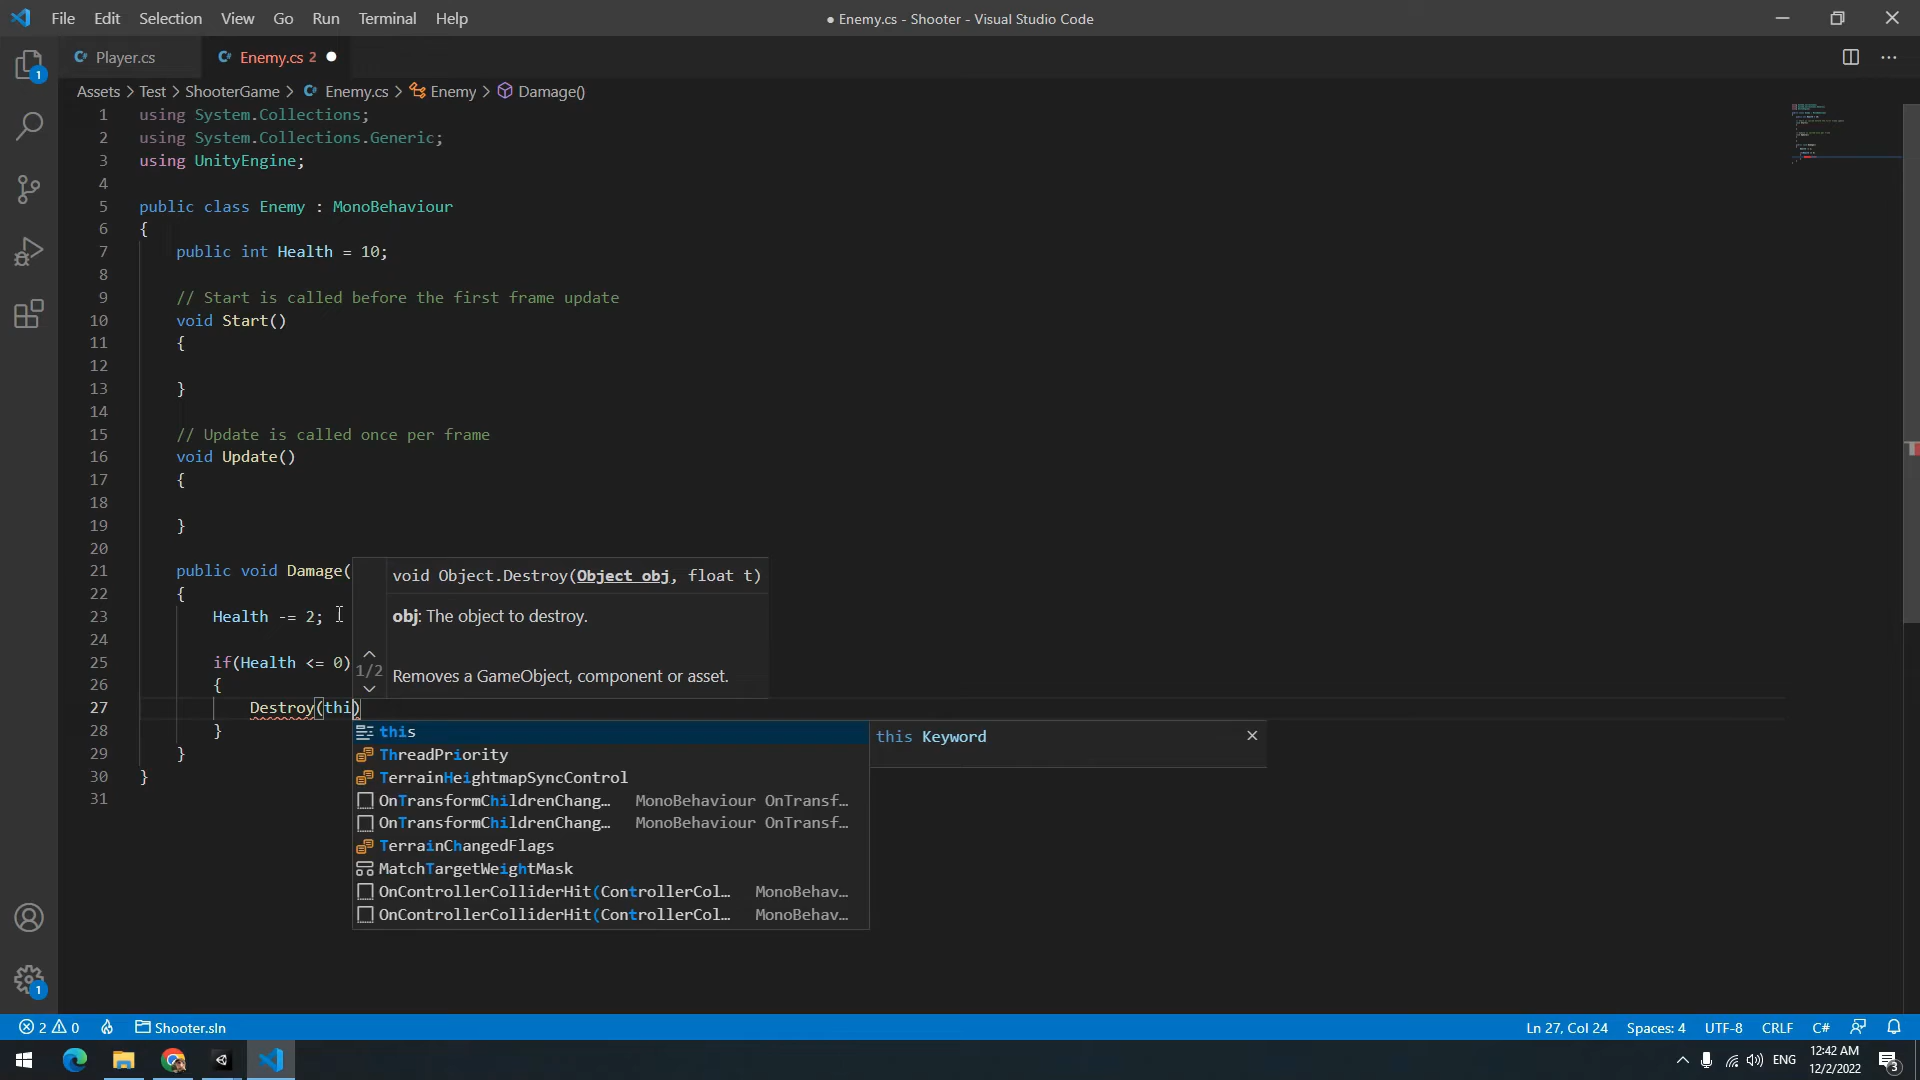 File Edit Selection View Go Run Terminal Help
● Enemy.cs - Shooter - Visual Studio Code
Player.cs
Enemy.cs 2
Assets > Test > ShooterGame > Enemy.cs > Enemy > Damage()
1 using System.Collections;
2 using System.Collections.Generic;
3 using UnityEngine;
4
5 public class Enemy : MonoBehaviour
6 {
7 public int Health = 10;
8
9 // Start is called before the first frame update
10 void Start()
11 {
12
13 }
14
15 // Update is called once per frame
16 void Update()
17 {
18
19 }
20
21 public void Damage(
22 {
23 Health -= 2;
24
25 if(Health <= 0)
26 {
27 Destroy(thi)
28 }
29 }
30 }
31
void Object.Destroy(Object obj, float t)
obj: The object to destroy.
1/2
Removes a GameObject, component or asset.
this
this Keyword
ThreadPriority
TerrainHeightmapSyncControl
OnTransformChildrenChang… MonoBehaviour OnTransf…
OnTransformChildrenChang… MonoBehaviour OnTransf…
TerrainChangedFlags
MatchTargetWeightMask
OnControllerColliderHit(ControllerCol… MonoBehav…
OnControllerColliderHit(ControllerCol… MonoBehav…
1
1
2 0 Shooter.sln
Ln 27, Col 24 Spaces: 4 UTF-8 CRLF C#
ENG
12:42 AM
12/2/2022
3